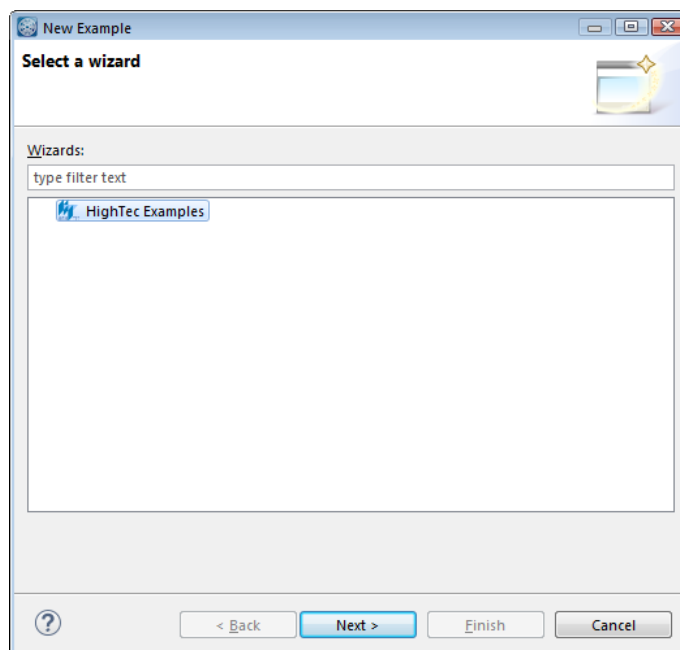 New Example
Select a wizard
Wizards:
type filter text
HighTec Examples
?
< Back
Next >
Finish
Cancel